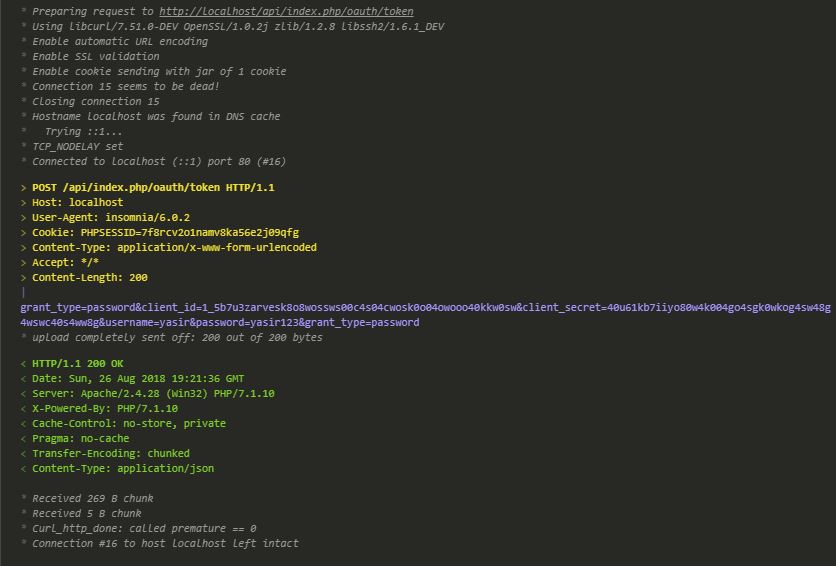 * Preparing request to http://localhost/api/index.php/oauth/token
* Using libcurl/7.51.0-DEV OpenSSL/1.0.2j zlib/1.2.8 libssh2/1.6.1_DEV
* Enable automatic URL encoding
* Enable SSL validation
* Enable cookie sending with jar of 1 cookie
* Connection 15 seems to be dead!
* Closing connection 15
* Hostname localhost was found in DNS cache
*   Trying ::1...
* TCP_NODELAY set
* Connected to localhost (::1) port 80 (#16)
> POST /api/index.php/oauth/token HTTP/1.1
> Host: localhost
> User-Agent: insomnia/6.0.2
> Cookie: PHPSESSID=7f8rcv2o1namv8ka56e2j09qfg
> Content-Type: application/x-www-form-urlencoded
> Accept: */*
> Content-Length: 200
|
grant_type=password&client_id=1_5b7u3zarvesk8o8wossws00c4s04cwosk0o04owooo40kkw0sw&client_secret=40u61kb7iiyo80w4k004go4sgk0wkog4sw48g
4wswc40s4ww8g&username=yasir&password=yasir123&grant_type=password
* upload completely sent off: 200 out of 200 bytes
< HTTP/1.1 200 OK
< Date: Sun, 26 Aug 2018 19:21:36 GMT
< Server: Apache/2.4.28 (Win32) PHP/7.1.10
< X-Powered-By: PHP/7.1.10
< Cache-Control: no-store, private
< Pragma: no-cache
< Transfer-Encoding: chunked
< Content-Type: application/json
* Received 269 B chunk
* Received 5 B chunk
* Curl_http_done: called premature == 0
* Connection #16 to host localhost left intact